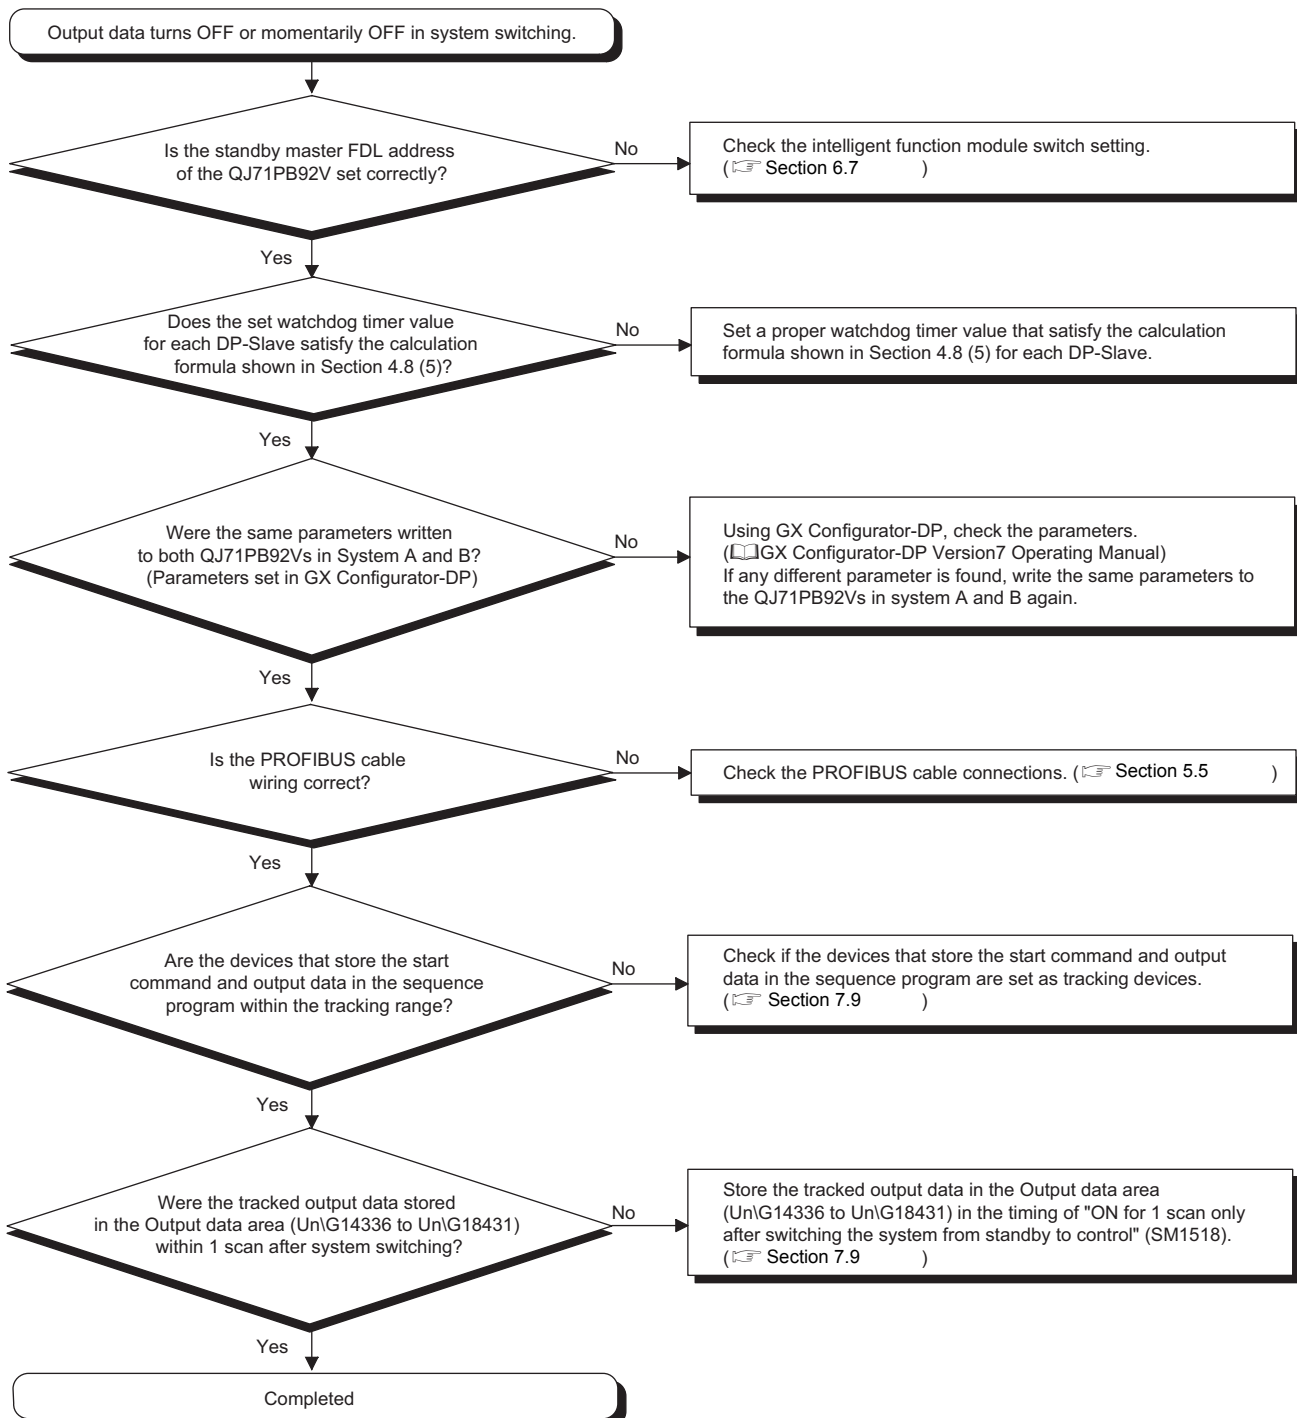 Output data turns OFF or momentarily OFF in system switching.
Is the standby master FDL address
of the QJ71PB92V set correctly?
No
Check the intelligent function module switch setting.
(☞ Section 6.7 )
Yes
Does the set watchdog timer value
for each DP-Slave satisfy the calculation
formula shown in Section 4.8 (5)?
No
Set a proper watchdog timer value that satisfy the calculation
formula shown in Section 4.8 (5) for each DP-Slave.
Yes
Were the same parameters written
to both QJ71PB92Vs in System A and B?
(Parameters set in GX Configurator-DP)
No
Using GX Configurator-DP, check the parameters.
(📖GX Configurator-DP Version7 Operating Manual)
If any different parameter is found, write the same parameters to
the QJ71PB92Vs in system A and B again.
Yes
Is the PROFIBUS cable
wiring correct?
No
Check the PROFIBUS cable connections. (☞ Section 5.5 )
Yes
Are the devices that store the start
command and output data in the sequence
program within the tracking range?
No
Check if the devices that store the start command and output
data in the sequence program are set as tracking devices.
(☞ Section 7.9 )
Yes
Were the tracked output data stored
in the Output data area (Un\G14336 to Un\G18431)
within 1 scan after system switching?
No
Store the tracked output data in the Output data area
(Un\G14336 to Un\G18431) in the timing of "ON for 1 scan only
after switching the system from standby to control" (SM1518).
(☞ Section 7.9 )
Yes
Completed